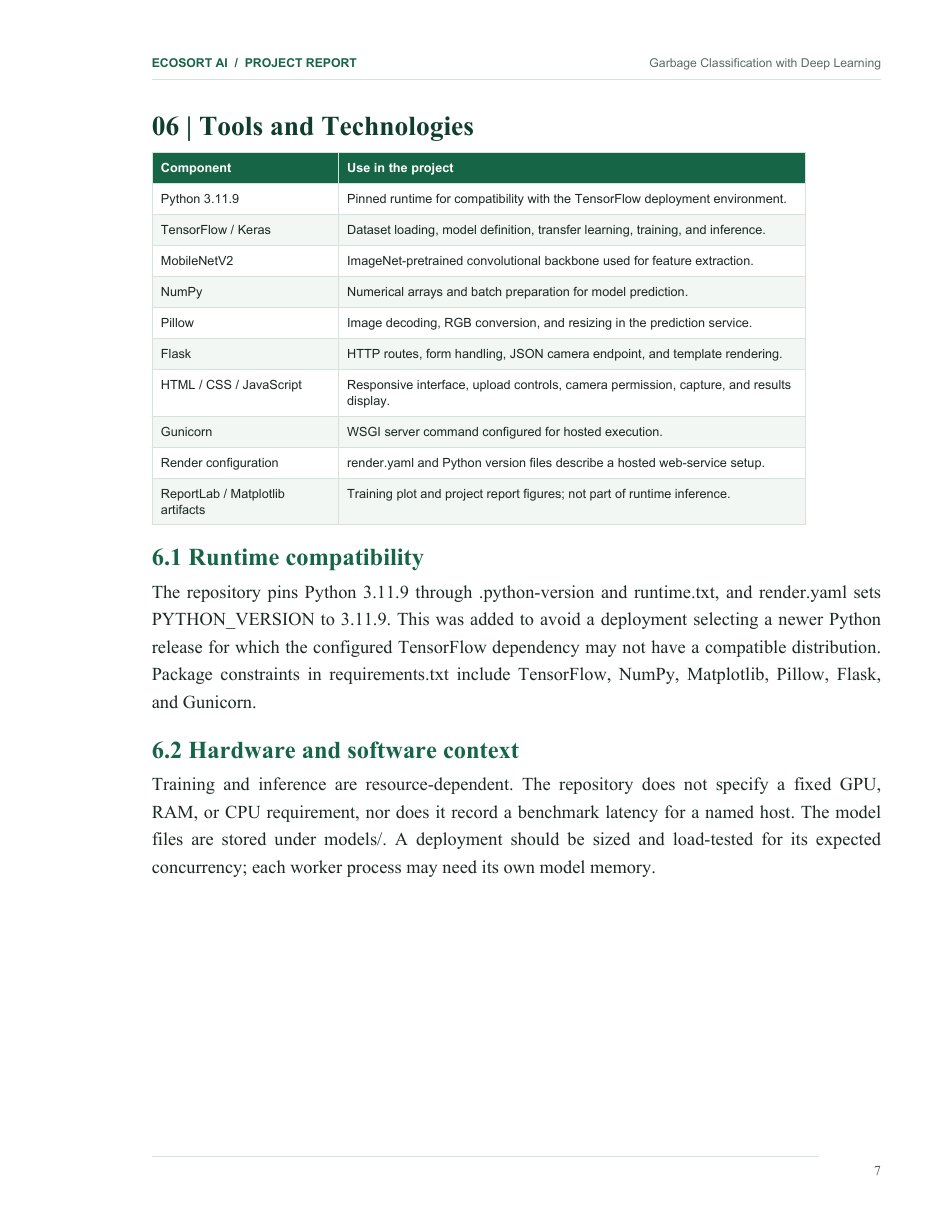 ECOSORT AI / PROJECT REPORT
Garbage Classification with Deep Learning
06 | Tools and Technologies
Component
Use in the project
Python 3.11.9
Pinned runtime for compatibility with the TensorFlow deployment environment.
TensorFlow / Keras
Dataset loading, model definition, transfer learning, training, and inference.
MobileNetV2
ImageNet-pretrained convolutional backbone used for feature extraction.
NumPy
Numerical arrays and batch preparation for model prediction.
Pillow
Image decoding, RGB conversion, and resizing in the prediction service.
Flask
HTTP routes, form handling, JSON camera endpoint, and template rendering.
HTML / CSS / JavaScript
Responsive interface, upload controls, camera permission, capture, and results
display.
Gunicorn
WSGI server command configured for hosted execution.
Render configuration
render.yaml and Python version files describe a hosted web-service setup.
ReportLab / Matplotlib
artifacts
Training plot and project report figures; not part of runtime inference.
6.1 Runtime compatibility
The repository pins Python 3.11.9 through .python-version and runtime.txt, and render.yaml sets
PYTHON_VERSION to 3.11.9. This was added to avoid a deployment selecting a newer Python
release for which the configured TensorFlow dependency may not have a compatible distribution.
Package constraints in requirements.txt include TensorFlow, NumPy, Matplotlib, Pillow, Flask,
and Gunicorn.
6.2 Hardware and software context
Training and inference are resource-dependent. The repository does not specify a fixed GPU,
RAM, or CPU requirement, nor does it record a benchmark latency for a named host. The model
files are stored under models/. A deployment should be sized and load-tested for its expected
concurrency; each worker process may need its own model memory.
7